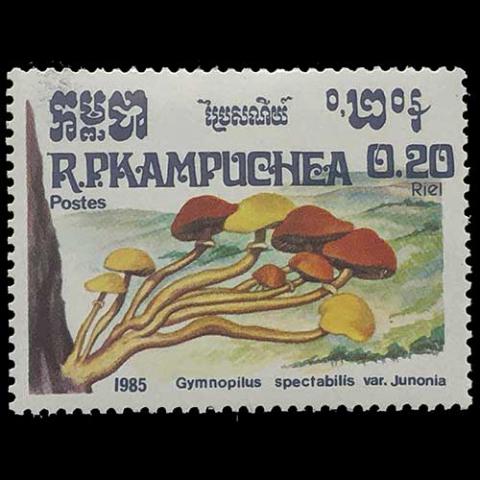 កម្ពុជា ប្រៃសណីយ៍ ០,២០រ
R.P.KAMPUCHEA 0.20
Postes Riel
1985 Gymnopilus spectabilis var. Junonia